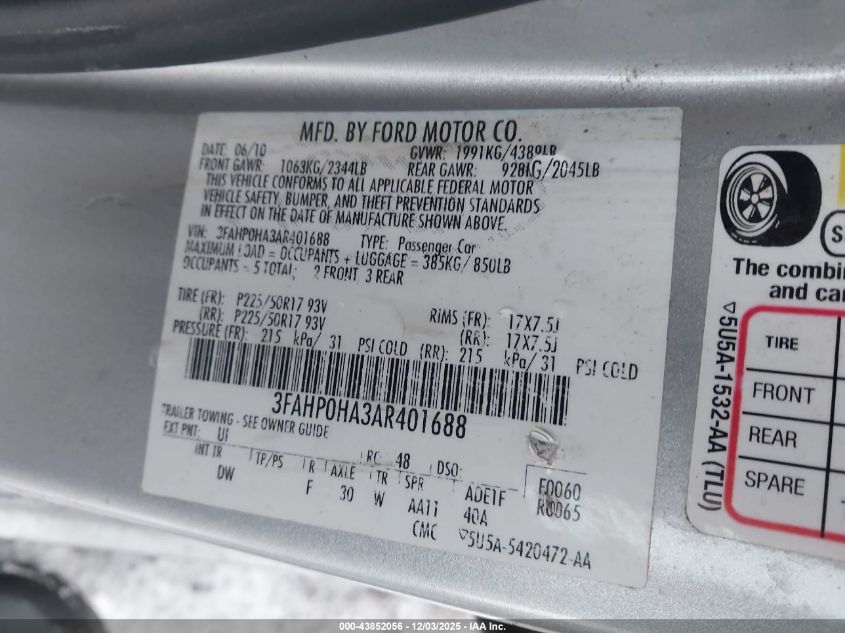 MFD. BY FORD MOTOR CO.
DATE: 06/10 GVWR: 1991KG/4389LB
FRONT GAWR: 1063KG/2344LB REAR GAWR: 928KG/2045LB
THIS VEHICLE CONFORMS TO ALL APPLICABLE FEDERAL MOTOR
VEHICLE SAFETY, BUMPER, AND THEFT PREVENTION STANDARDS
IN EFFECT ON THE DATE OF MANUFACTURE SHOWN ABOVE.
VIN: 3FAHP0HA3AR401688 TYPE: Passenger Car
MAXIMUM LOAD = OCCUPANTS + LUGGAGE = 385KG/850LB
OCCUPANTS = 5 TOTAL: 2 FRONT 3 REAR
TIRE (FR): P225/50R17 93V RIMS (FR): 17X7.5J
(RR): P225/50R17 93V (RR): 17X7.5J
PRESSURE (FR): 215 kPa/ 31 PSI COLD (RR): 215 kPa/31 PSI COLD
3FAHP0HA3AR401688
TRAILER TOWING - SEE OWNER GUIDE
EXT PNT: UI RC: 48 DSO: F0060
INT TR TP/PS R AXLE TR SPR ADE1F R0065
DW F 30 W AA11 40A
CMC ▽5U5A-5420472-AA
The combin
and car
TIRE
FRONT
REAR
SPARE
▽5U5A-1532-AA (TLU)
000-43852056 - 12/03/2025 - Copyright © IAA, Inc.